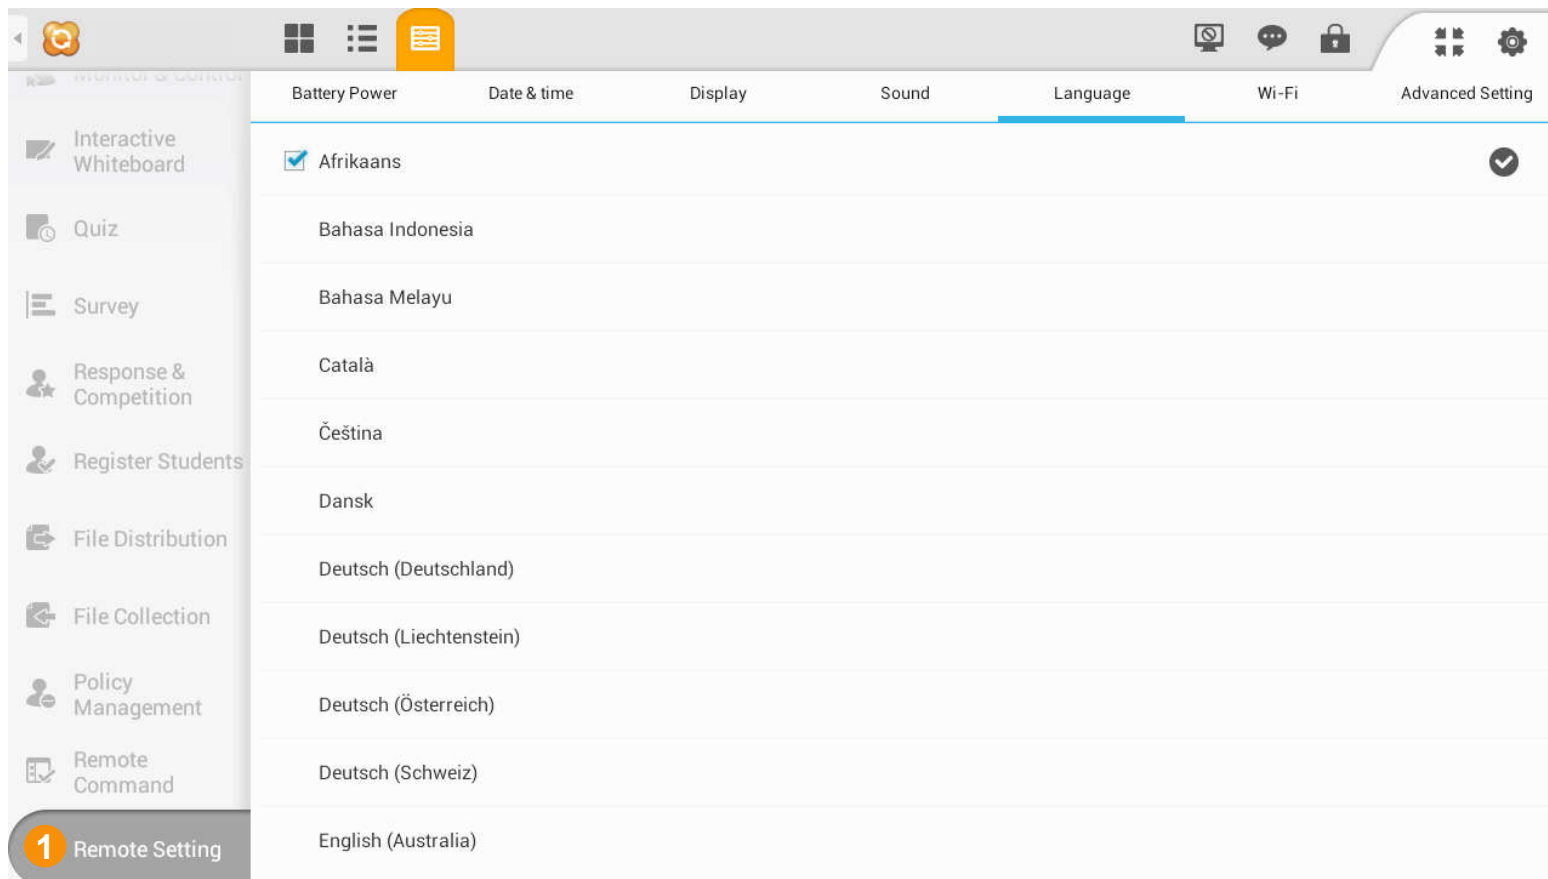 Monitor & Control
Battery Power
Date & time
Display
Sound
Language
Wi-Fi
Advanced Setting
Interactive
Whiteboard
Quiz
Survey
Response &
Competition
Register Students
File Distribution
File Collection
Policy
Management
Remote
Command
1 Remote Setting
Afrikaans
Bahasa Indonesia
Bahasa Melayu
Català
Čeština
Dansk
Deutsch (Deutschland)
Deutsch (Liechtenstein)
Deutsch (Österreich)
Deutsch (Schweiz)
English (Australia)